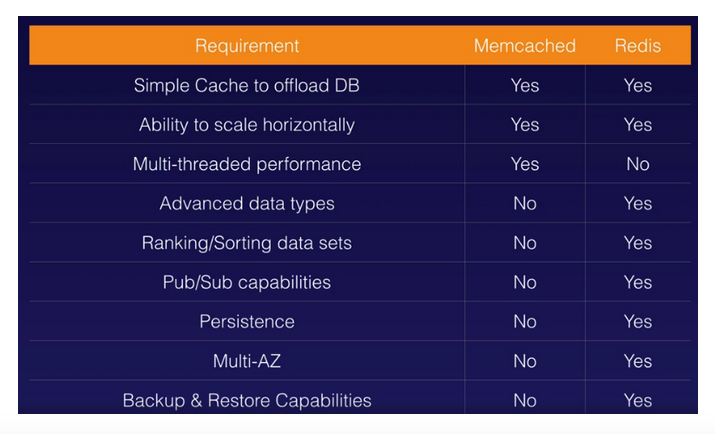 Requirement Memcached Redis
Simple Cache to offload DB Yes Yes
Ability to scale horizontally Yes Yes
Multi-threaded performance Yes No
Advanced data types No Yes
Ranking/Sorting data sets No Yes
Pub/Sub capabilities No Yes
Persistence No Yes
Multi-AZ No Yes
Backup & Restore Capabilities No Yes